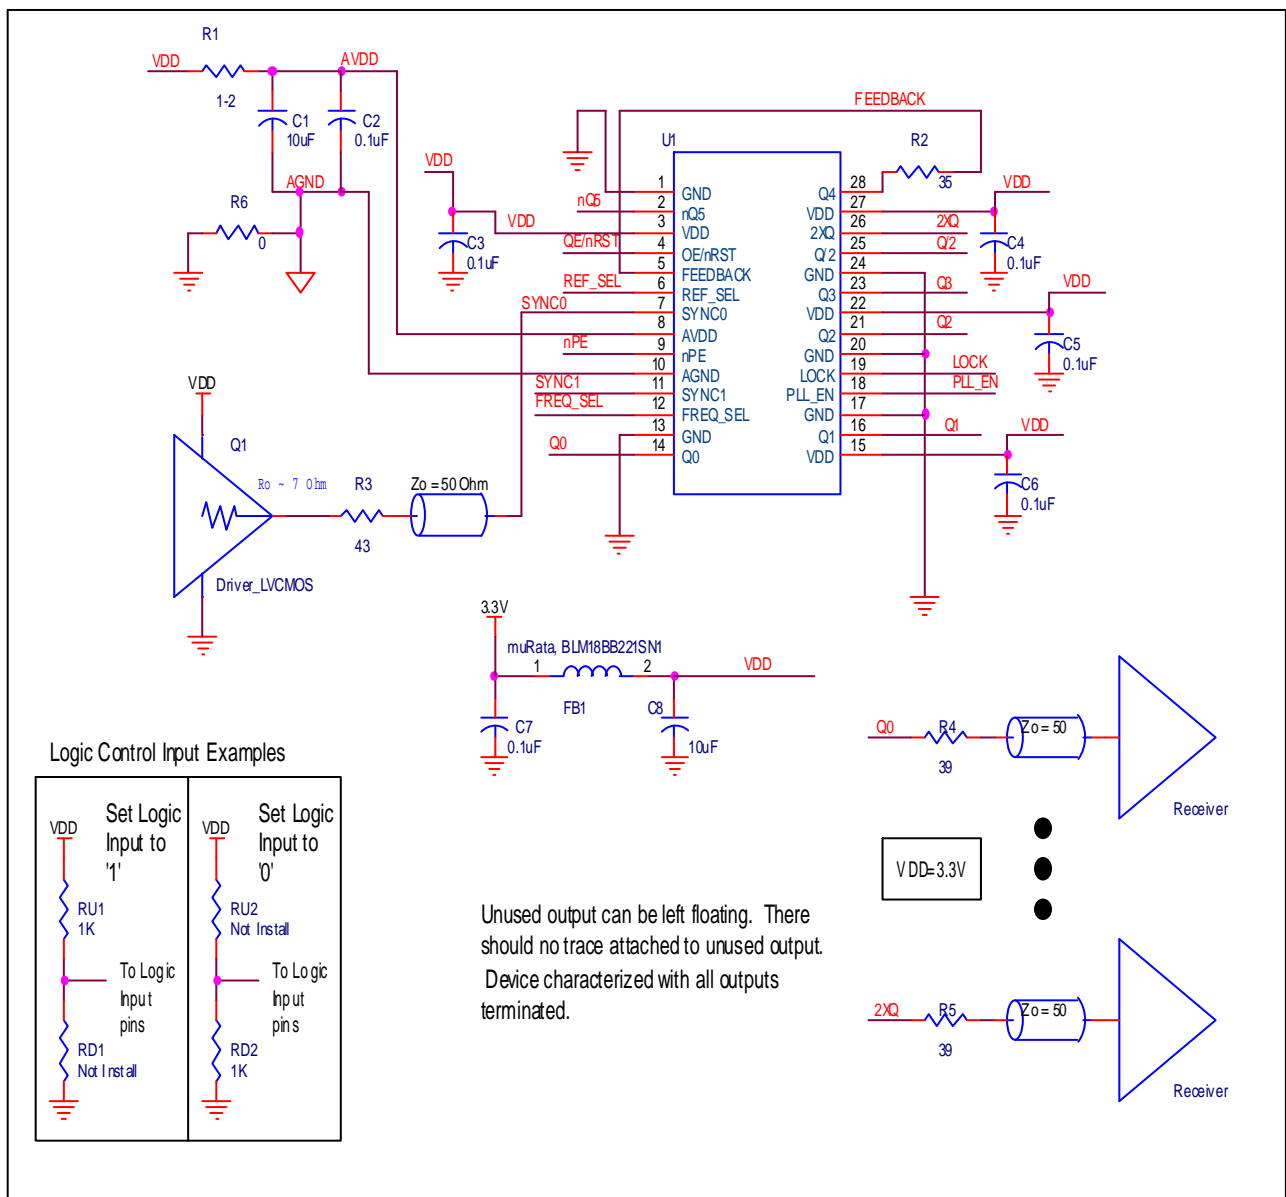 R1
VDD
AVDD
1-2
C1
10uF
C2
0.1uF
AGND
R6
0
VDD
VDD
C3
0.1uF
FEEDBACK
U1
R2
35
nQ5
OE/nRST
REF_SEL
SYNC0
nPE
SYNC1
FREQ_SEL
Q0
1 GND
2 nQ5
3 VDD
4 OE/nRST
5 FEEDBACK
6 REF_SEL
7 SYNC0
8 AVDD
9 nPE
10 AGND
11 SYNC1
12 FREQ_SEL
13 GND
14 Q0
Q4 28
VDD 27
2XQ 26
Q/2 25
GND 24
Q3 23
VDD 22
Q2 21
GND 20
LOCK 19
PLL_EN 18
GND 17
Q1 16
VDD 15
VDD
2XQ
Q/2
C4
0.1uF
Q3
VDD
Q2
C5
0.1uF
LOCK
PLL_EN
Q1
VDD
C6
0.1uF
VDD
Q1
Ro ~ 7 Ohm
R3
43
Zo = 50 Ohm
Driver_LVCMOS
3.3V
muRata, BLM18BB221SN1
1
2
VDD
FB1
C7
0.1uF
C8
10uF
Q0
R4
39
Zo = 50
Receiver
VDD=3.3V
2XQ
R5
39
Zo = 50
Receiver
Logic Control Input Examples
Set Logic
Input to
'1'
VDD
RU1
1K
To Logic
Input
pins
RD1
Not Install
Set Logic
Input to
'0'
VDD
RU2
Not Install
To Logic
Input
pins
RD2
1K
Unused output can be left floating. There
should no trace attached to unused output.
Device characterized with all outputs
terminated.